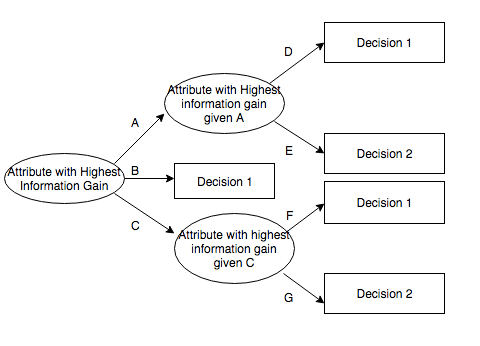 Attribute with Highest
Information Gain
A
B
C
Attribute with Highest
information gain
given A
Decision 1
Attribute with highest
information gain
given C
D
E
F
G
Decision 1
Decision 2
Decision 1
Decision 2